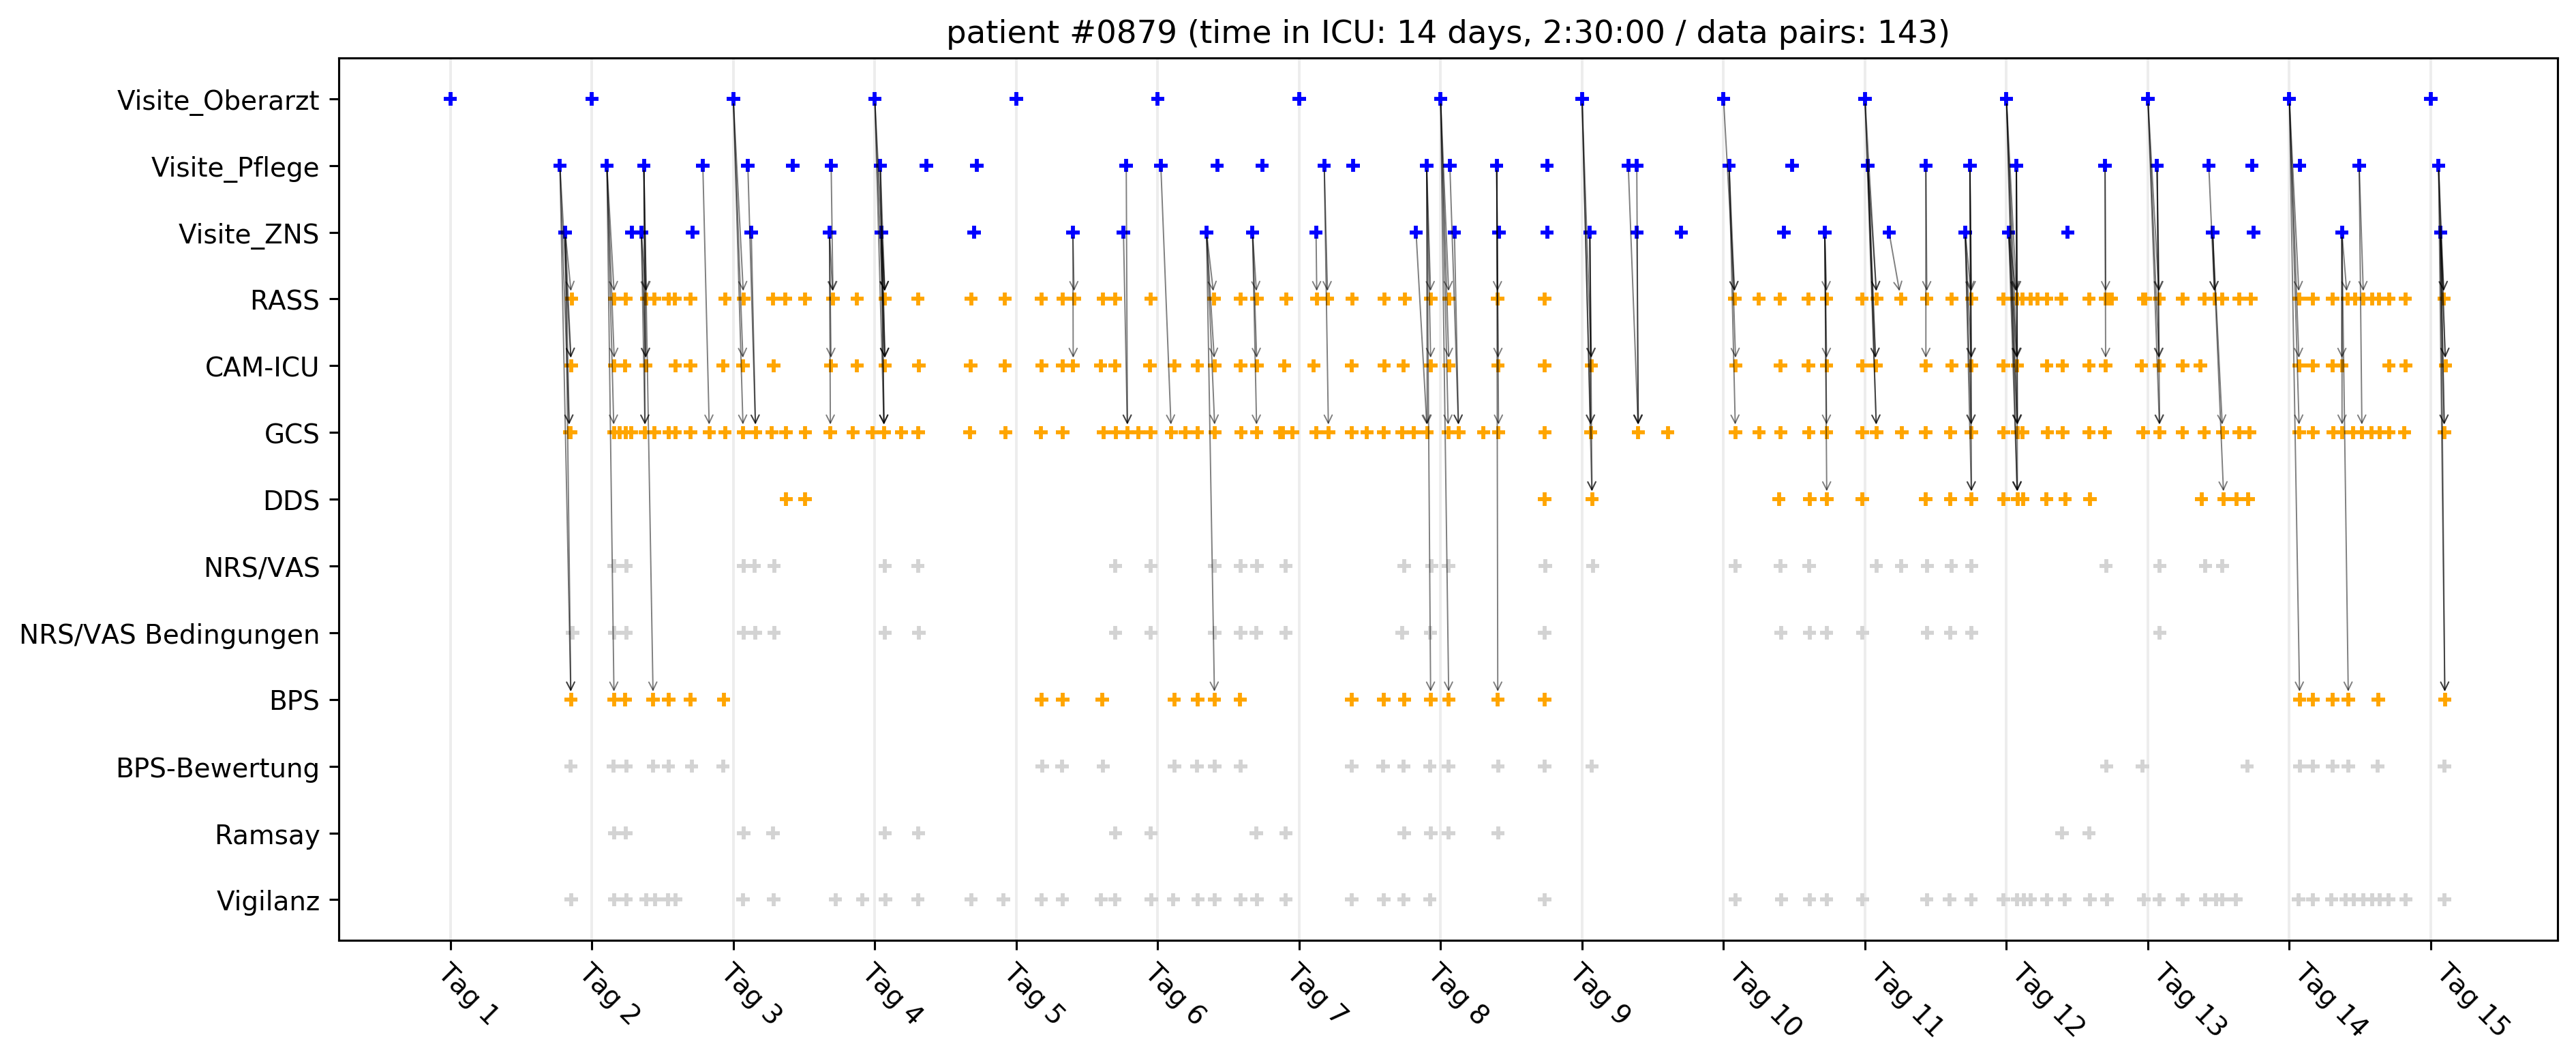 patient #0879 (time in ICU: 14 days, 2:30:00 / data pairs: 143)
Visite_Oberarzt
Visite_Pflege
Visite_ZNS
RASS
CAM-ICU
GCS
DDS
NRS/VAS
NRS/VAS Bedingungen
BPS
BPS-Bewertung
Ramsay
Vigilanz
Tag 1
Tag 2
Tag 3
Tag 4
Tag 5
Tag 6
Tag 7
Tag 8
Tag 9
Tag 10
Tag 11
Tag 12
Tag 13
Tag 14
Tag 15